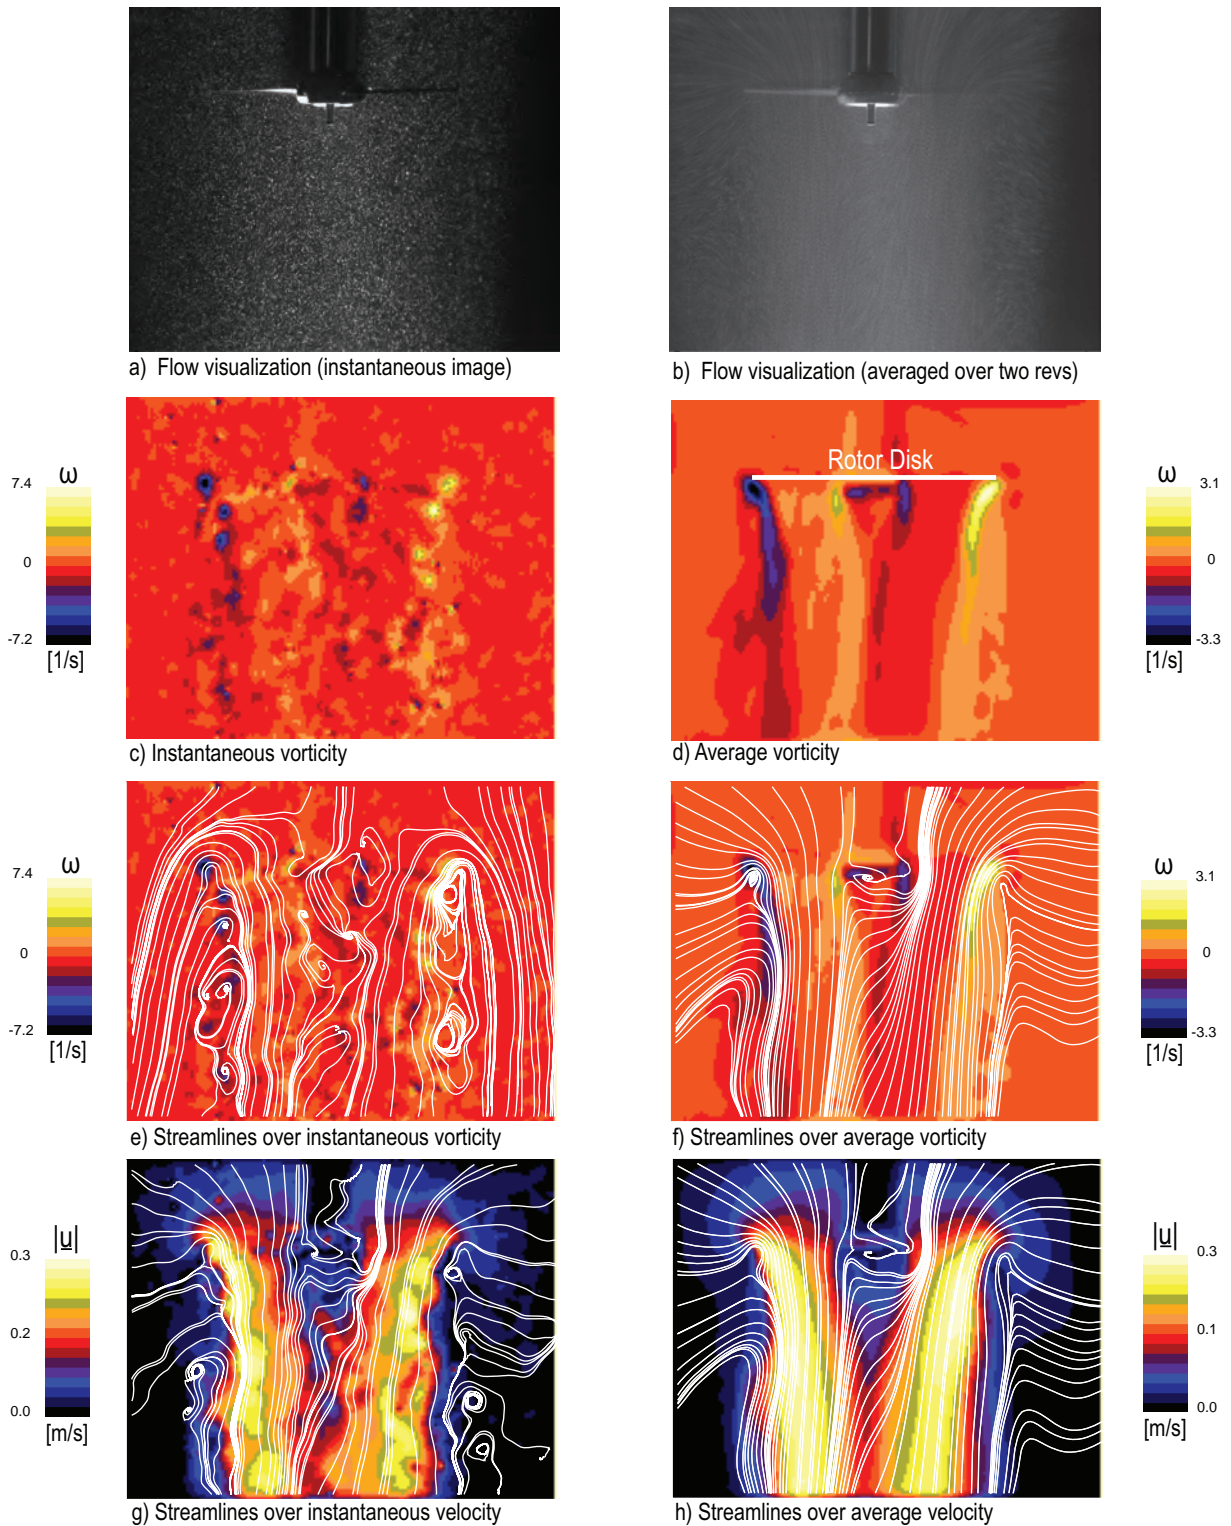 a) Flow visualization (instantaneous image)
b) Flow visualization (averaged over two revs)
ω
7.4
0
-7.2
[1/s]
c) Instantaneous vorticity
Rotor Disk
d) Average vorticity
ω
3.1
0
-3.3
[1/s]
ω
7.4
0
-7.2
[1/s]
e) Streamlines over instantaneous vorticity
f) Streamlines over average vorticity
ω
3.1
0
-3.3
[1/s]
|u|
0.3
0.2
0.0
[m/s]
g) Streamlines over instantaneous velocity
h) Streamlines over average velocity
|u|
0.3
0.1
0.0
[m/s]